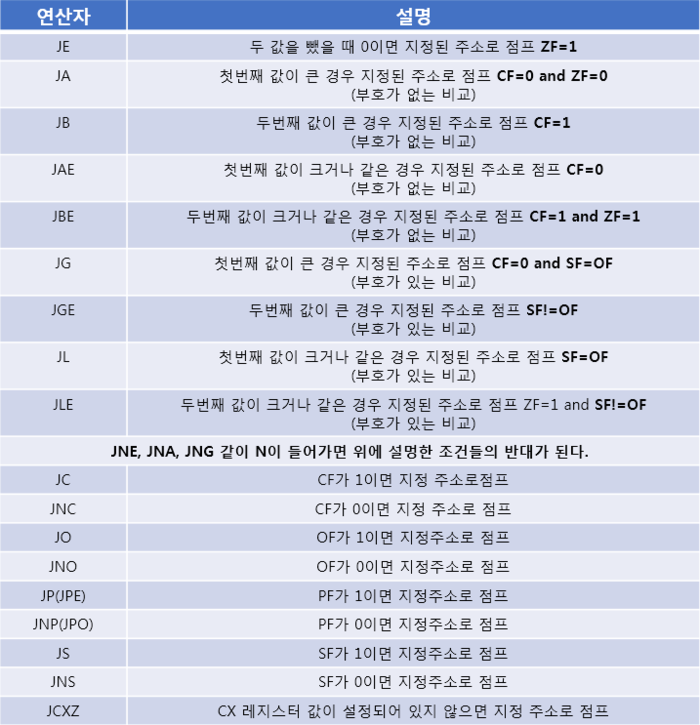 연산자 설명
JE 두 값을 뺐을 때 0이면 지정된 주소로 점프 ZF=1
JA 첫번째 값이 큰 경우 지정된 주소로 점프 CF=0 and ZF=0
(부호가 없는 비교)
JB 두번째 값이 큰 경우 지정된 주소로 점프 CF=1
(부호가 없는 비교)
JAE 첫번째 값이 크거나 같은 경우 지정된 주소로 점프 CF=0
(부호가 없는 비교)
JBE 두번째 값이 크거나 같은 경우 지정된 주소로 점프 CF=1 and ZF=1
(부호가 없는 비교)
JG 첫번째 값이 큰 경우 지정된 주소로 점프 CF=0 and SF=OF
(부호가 있는 비교)
JGE 두번째 값이 큰 경우 지정된 주소로 점프 SF!=OF
(부호가 있는 비교)
JL 첫번째 값이 크거나 같은 경우 지정된 주소로 점프 SF=OF
(부호가 있는 비교)
JLE 두번째 값이 크거나 같은 경우 지정된 주소로 점프 ZF=1 and SF!=OF
(부호가 있는 비교)
JNE, JNA, JNG 같이 N이 들어가면 위에 설명한 조건들의 반대가 된다.
JC CF가 1이면 지정 주소로점프
JNC CF가 0이면 지정 주소로 점프
JO OF가 1이면 지정주소로 점프
JNO OF가 0이면 지정주소로 점프
JP(JPE) PF가 1이면 지정주소로 점프
JNP(JPO) PF가 0이면 지정주소로 점프
JS SF가 1이면 지정주소로 점프
JNS SF가 0이면 지정주소로 점프
JCXZ CX 레지스터 값이 설정되어 있지 않으면 지정 주소로 점프